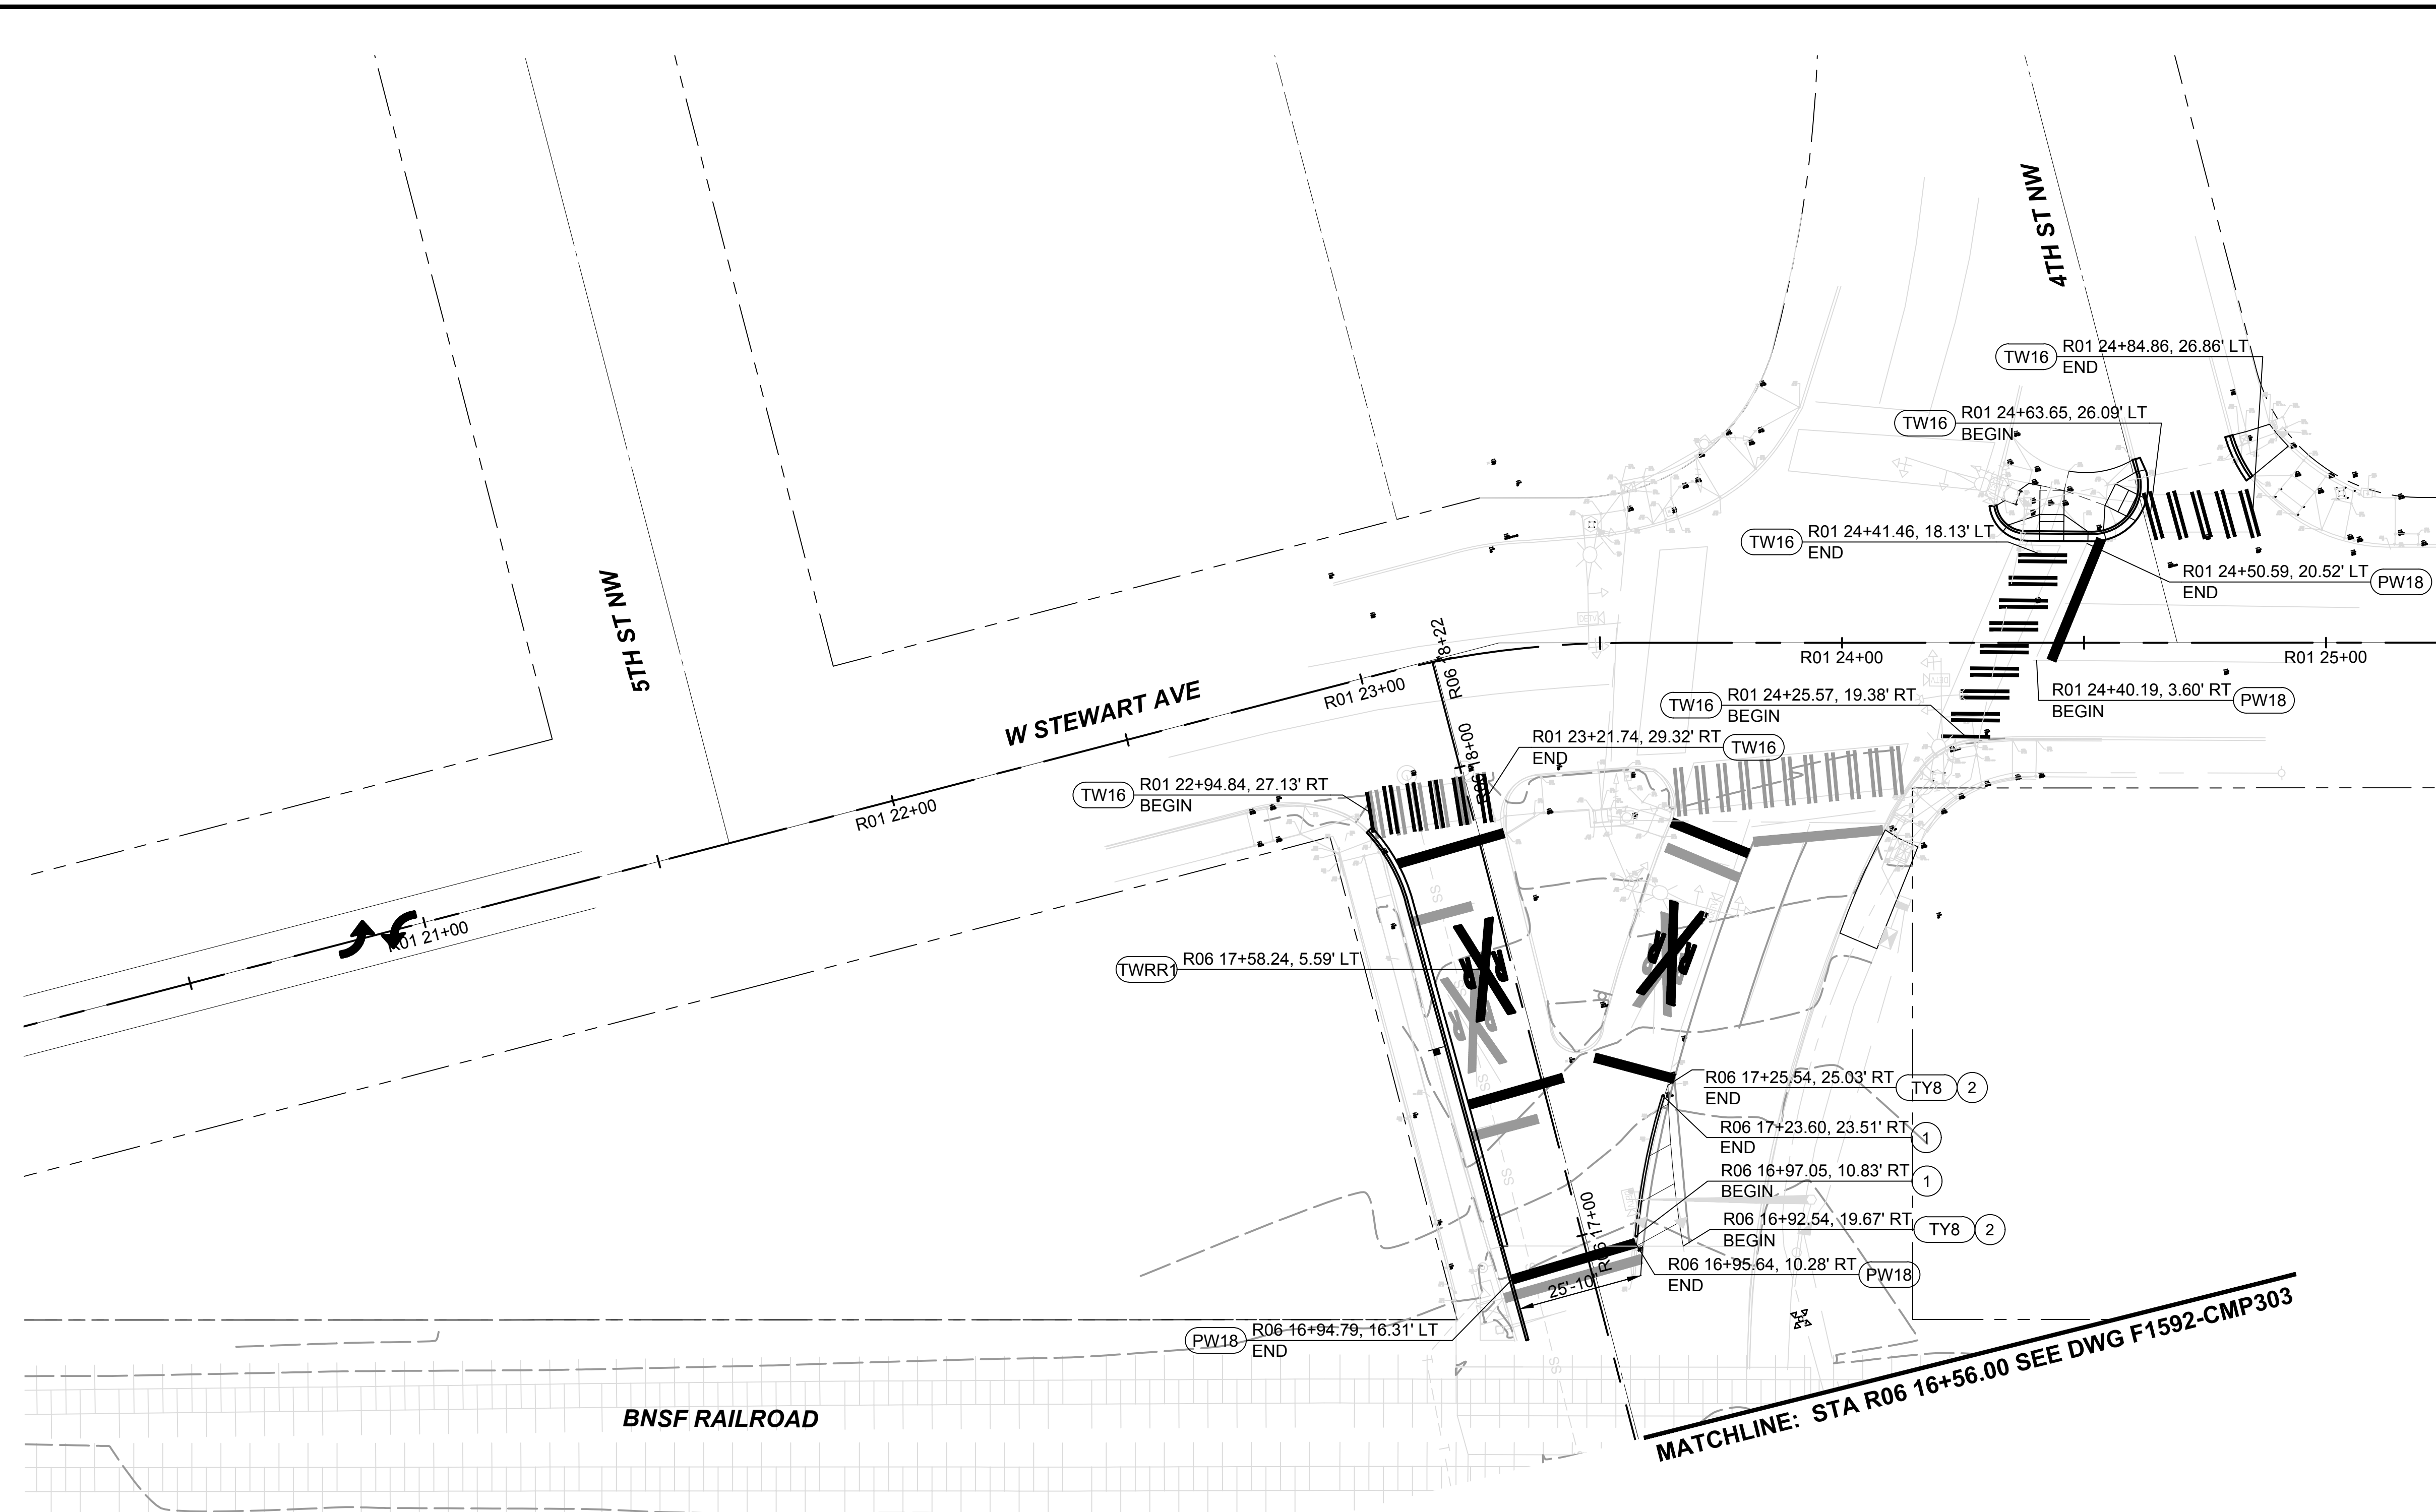 4TH ST NW
R01 24+84.86, 26.86' LT
TW16
END
R01 24+63.65, 26.09' LT
TW16
BEGIN
R01 24+41.46, 18.13' LT
TW16
END
R01 24+50.59, 20.52' LT
PW18
END
5TH ST NW
R06 18+22
R01 24+00
R01 25+00
W STEWART AVE
R01 23+00
R01 24+25.57, 19.38' RT
TW16
BEGIN
R01 24+40.19, 3.60' RT
PW18
BEGIN
R06 18+00
R01 23+21.74, 29.32' RT
TW16
END
R01 22+94.84, 27.13' RT
TW16
BEGIN
R01 22+00
R01 21+00
R06 17+58.24, 5.59' LT
TWRR1
R R
R R
SS
SS
SS
SS
R06 17+25.54, 25.03' RT
TY8
2
END
R06 17+23.60, 23.51' RT
1
END
R06 16+97.05, 10.83' RT
1
BEGIN
R06 17+00
R06 16+92.54, 19.67' RT
TY8
2
BEGIN
R06 16+95.64, 10.28' RT
PW18
END
25'-10"
R06 16+94.79, 16.31' LT
PW18
END
BNSF RAILROAD
MATCHLINE: STA R06 16+56.00 SEE DWG F1592-CMP303